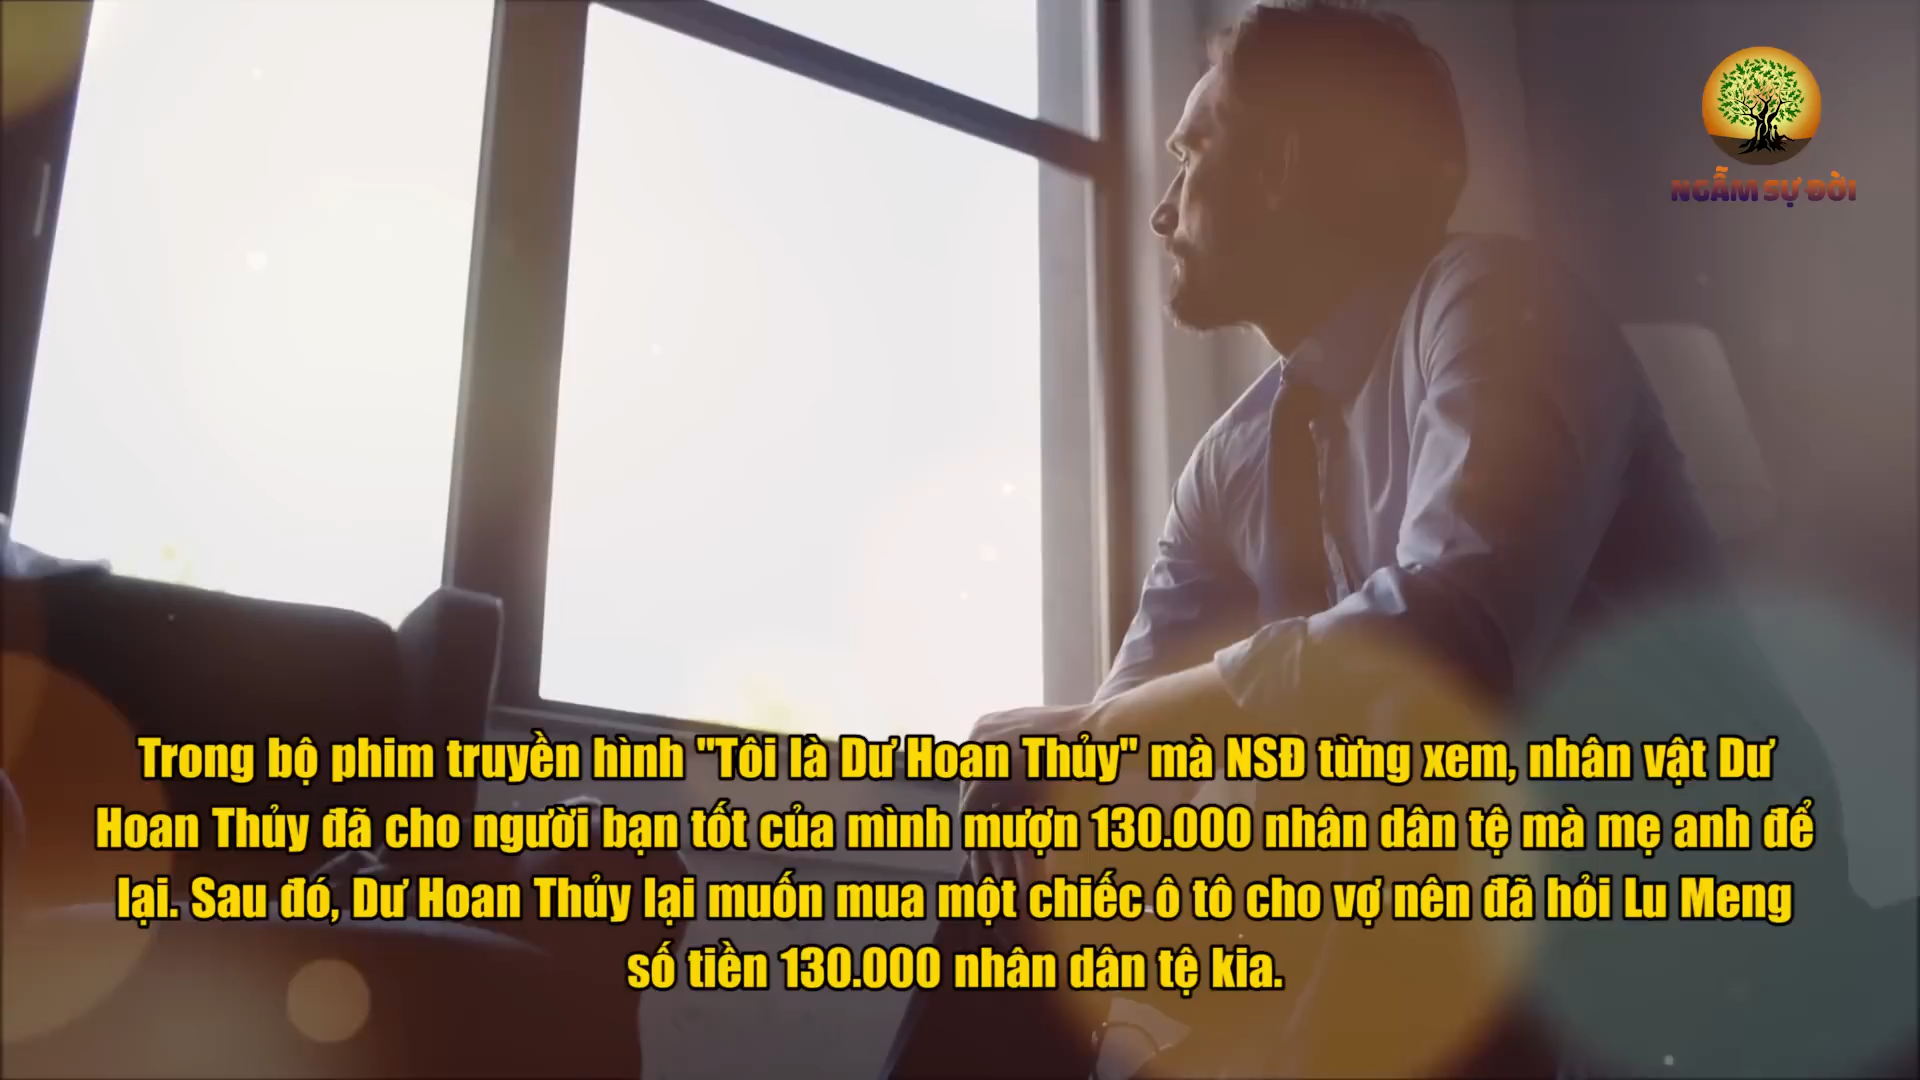 NGẪM SỰ ĐỜI
Trong bộ phim truyền hình "Tôi là Dư Hoan Thủy" mà NSĐ từng xem, nhân vật Dư
Hoan Thủy đã cho người bạn tốt của mình mượn 130.000 nhân dân tệ mà mẹ anh để
lại. Sau đó, Dư Hoan Thủy lại muốn mua một chiếc ô tô cho vợ nên đã hỏi Lu Meng
số tiền 130.000 nhân dân tệ kia.